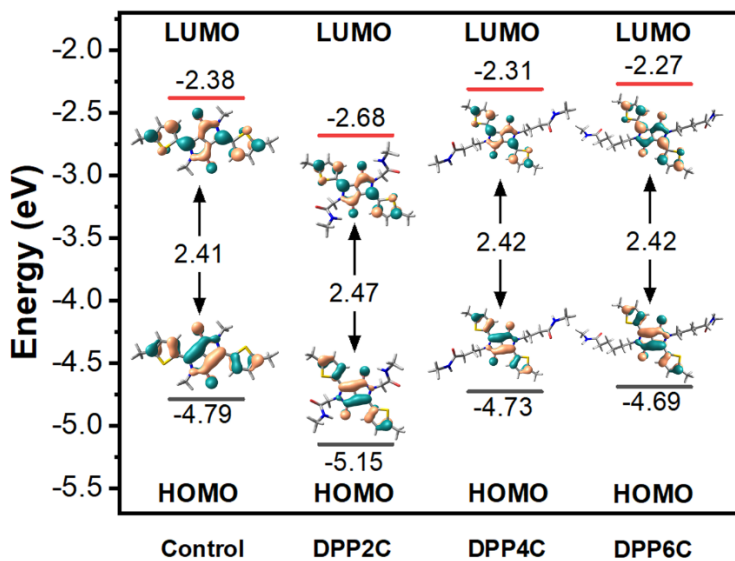 LUMO LUMO LUMO LUMO
-2.0
-2.38 -2.31 -2.27
-2.5
-2.68
-3.0
Energy (eV)
-3.5
2.41 2.42 2.42
2.47
-4.0
-4.5
-4.79 -4.73 -4.69
-5.0
-5.15
-5.5
HOMO HOMO HOMO HOMO
Control DPP2C DPP4C DPP6C